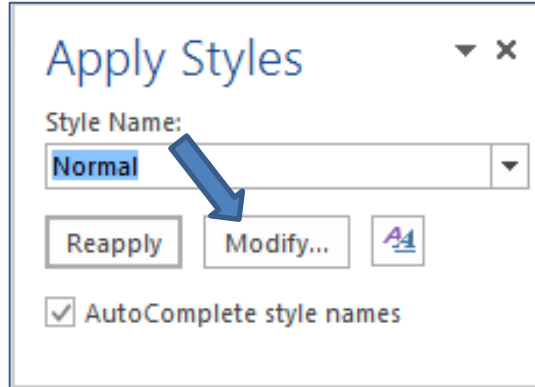 Apply Styles
Style Name:
Normal
Reapply Modify...
AutoComplete style names